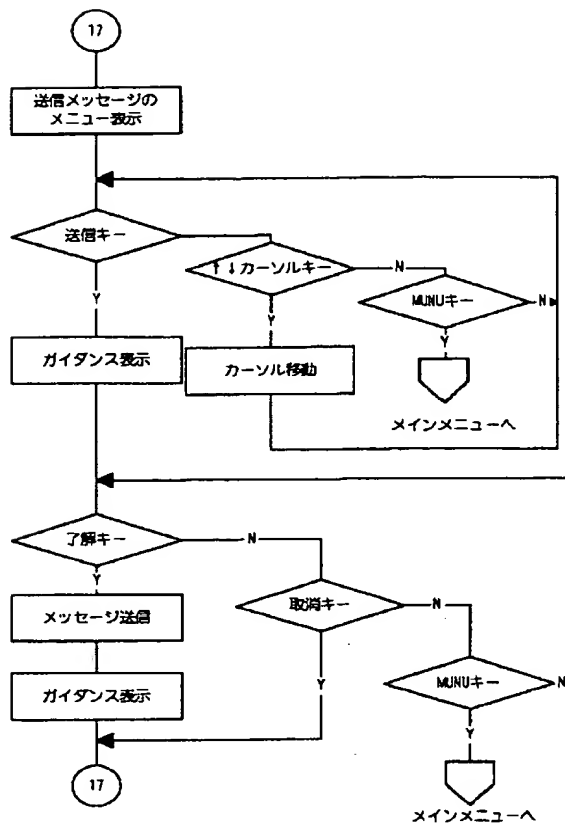 17
送信メッセージの
メニュー表示
送信キー
↑ ↓ カーソルキー
N
MUNUキー
N
Y
Y
Y
ガイダンス表示
カーソル移動
メインメニューへ
了解キー
N
Y
取消キー
N
メッセージ送信
Y
MUNUキー
N
ガイダンス表示
Y
17
メインメニューへ